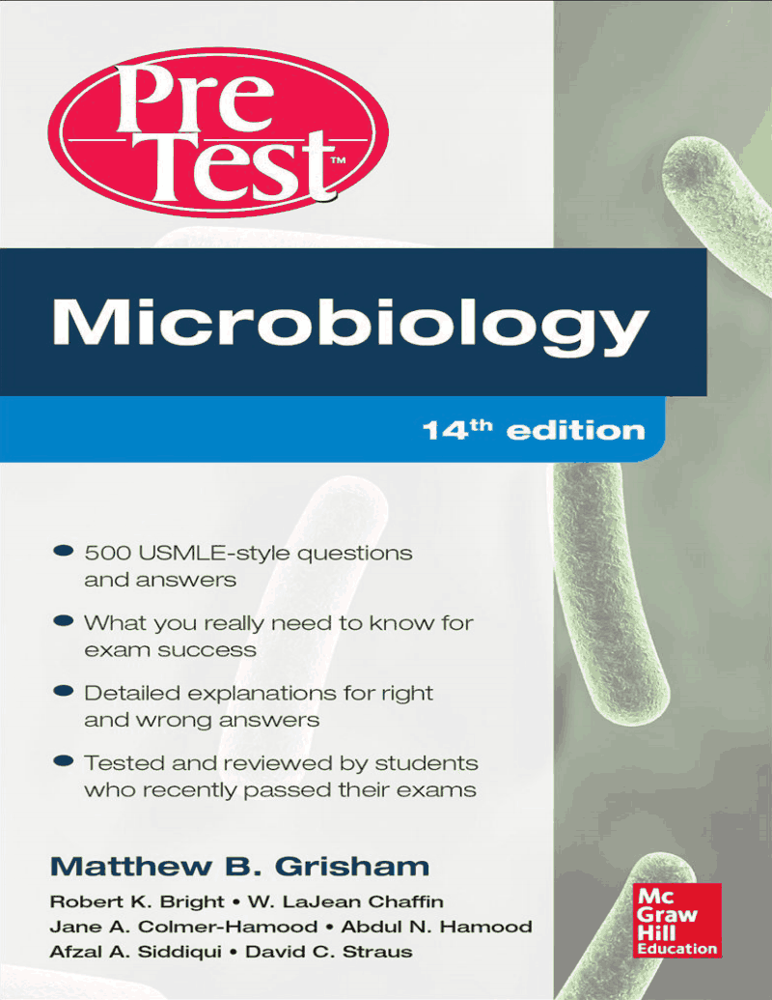 Pre
Test™
Microbiology
14th edition
• 500 USMLE-style questions
and answers
• What you really need to know for
exam success
• Detailed explanations for right
and wrong answers
• Tested and reviewed by students
who recently passed their exams
Matthew B. Grisham
Robert K. Bright • W. LaJean Chaffin
Jane A. Colmer-Hamood • Abdul N. Hamood
Afzal A. Siddiqui • David C. Straus
Mc
Graw
Hill
Education